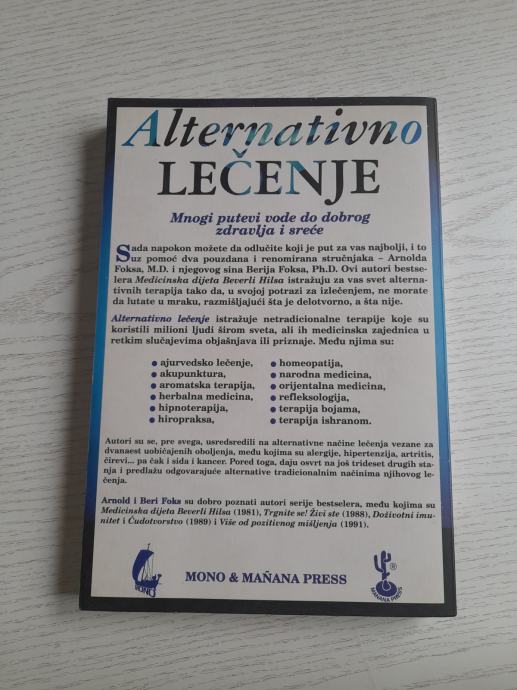 Alternativno
LEČENJE
Mnogi putevi vode do dobrog
zdravlja i sreće
Sada napokon možete da odlučite koji je put za vas najbolji, i to
uz pomoć dva poznata i renomirana stručnjaka – Arnolda
Foksa, M.D. i njegovog sina Berija Foksa, Ph.D. Ovi autori bestse-
lera Medicinska dijeta Beverli Hilsa istražuju za vas svet alterna-
tivnih terapija tako da, u svojoj potrazi za izlečenjem, ne morate
da lutate u mraku, razmišljajući šta je delotvorno, a šta nije.
Alternativno lečenje istražuje netradicionalne terapije koje su
koristili milioni ljudi širom sveta, ali ih medicinska zajednica u
retkim slučajevima objašnjava ili priznaje. Među njima su:
• ajurvedsko lečenje,
• akupunktura,
• aromatska terapija,
• herbalna medicina,
• hipnoterapija,
• hiropraksa,
• homeopatija,
• narodna medicina,
• orijentalna medicina,
• refleksologija,
• terapija bojama,
• terapija ishranom.
Autori su se, pre svega, usredsredili na alternativne načine lečenja vezane za
dvanaest uobičajenih oboljenja, među kojima su alergije, hipertenzija, artritis,
čirevi... pa čak i sida i kancer. Pored toga, daju osvrt na još trideset drugih sta-
nja i predlažu odgovarajuće alternative tradicionalnim načinima njihovog le-
čenja.
Arnold i Beri Foks su dobro poznati autori serije bestselera, među kojima su
Medicinska dijeta Beverli Hilsa (1981), Trgnite se! Živi ste (1988), Doživotni imu-
nitet i Čudotvorstvo (1989) i Više od pozitivnog mišljenja (1991).
MONO
MONO & MAÑANA PRESS
®
MAÑANA PRESS